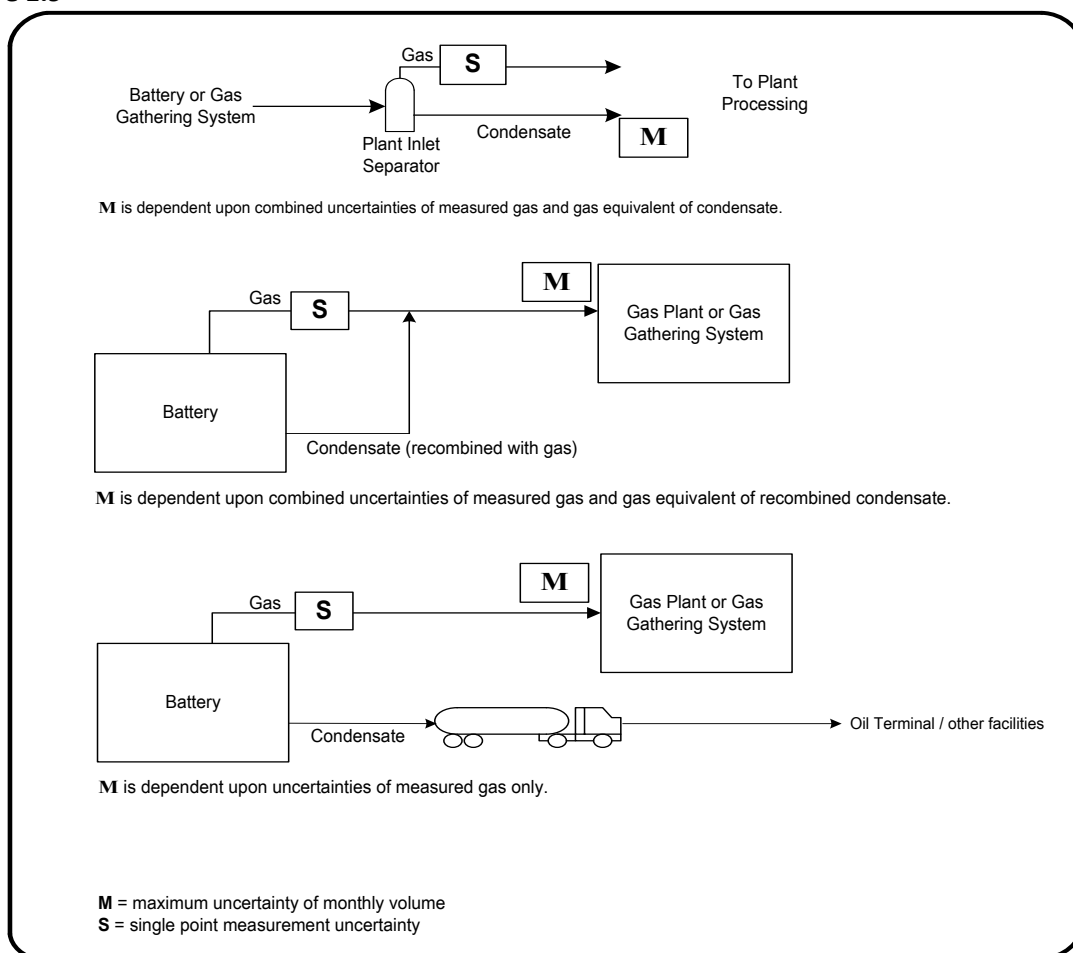 Gas
S
Battery or Gas
Gathering System
To Plant
Processing
Condensate
M
Plant Inlet
Separator
M is dependent upon combined uncertainties of measured gas and gas equivalent of condensate.
M
Gas
S
Gas Plant or Gas
Gathering System
Battery
Condensate (recombined with gas)
M is dependent upon combined uncertainties of measured gas and gas equivalent of recombined condensate.
M
Gas
S
Gas Plant or Gas
Gathering System
Battery
Condensate
Oil Terminal / other facilities
M is dependent upon uncertainties of measured gas only.
M = maximum uncertainty of monthly volume
S = single point measurement uncertainty